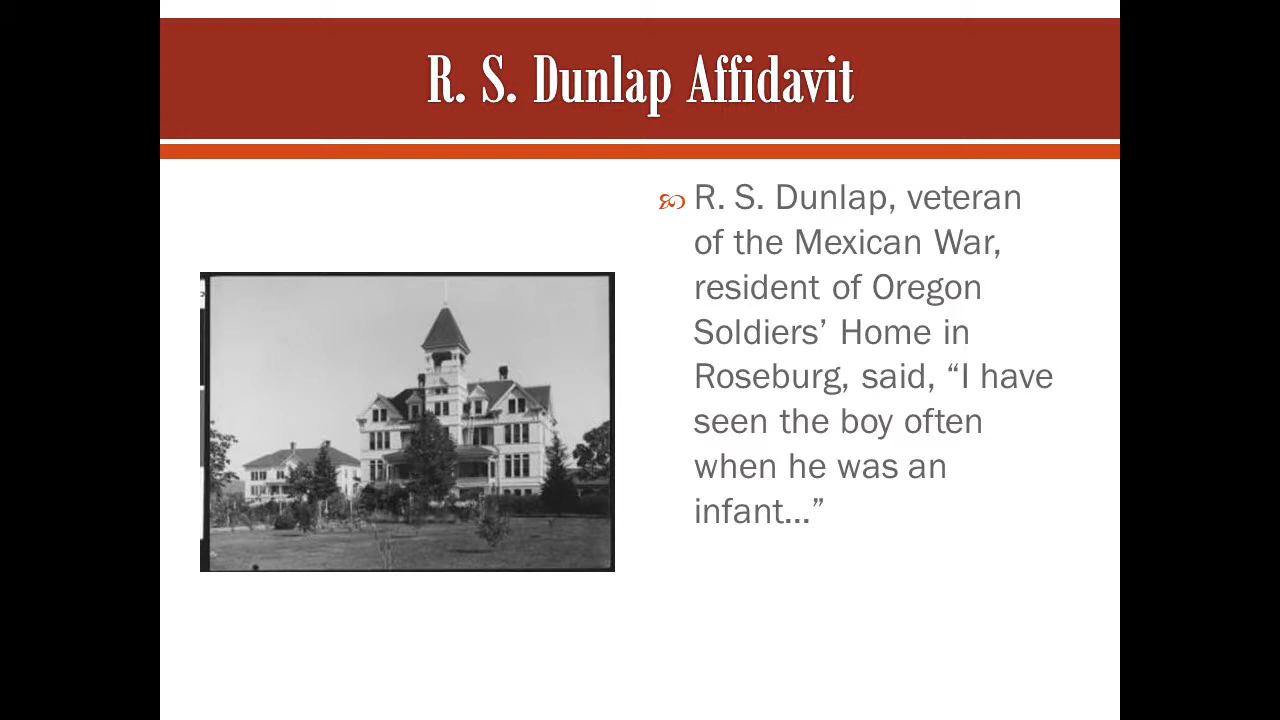 R. S. Dunlap Affidavit
R. S. Dunlap, veteran
of the Mexican War,
resident of Oregon
Soldiers’ Home in
Roseburg, said, “I have
seen the boy often
when he was an
infant…”